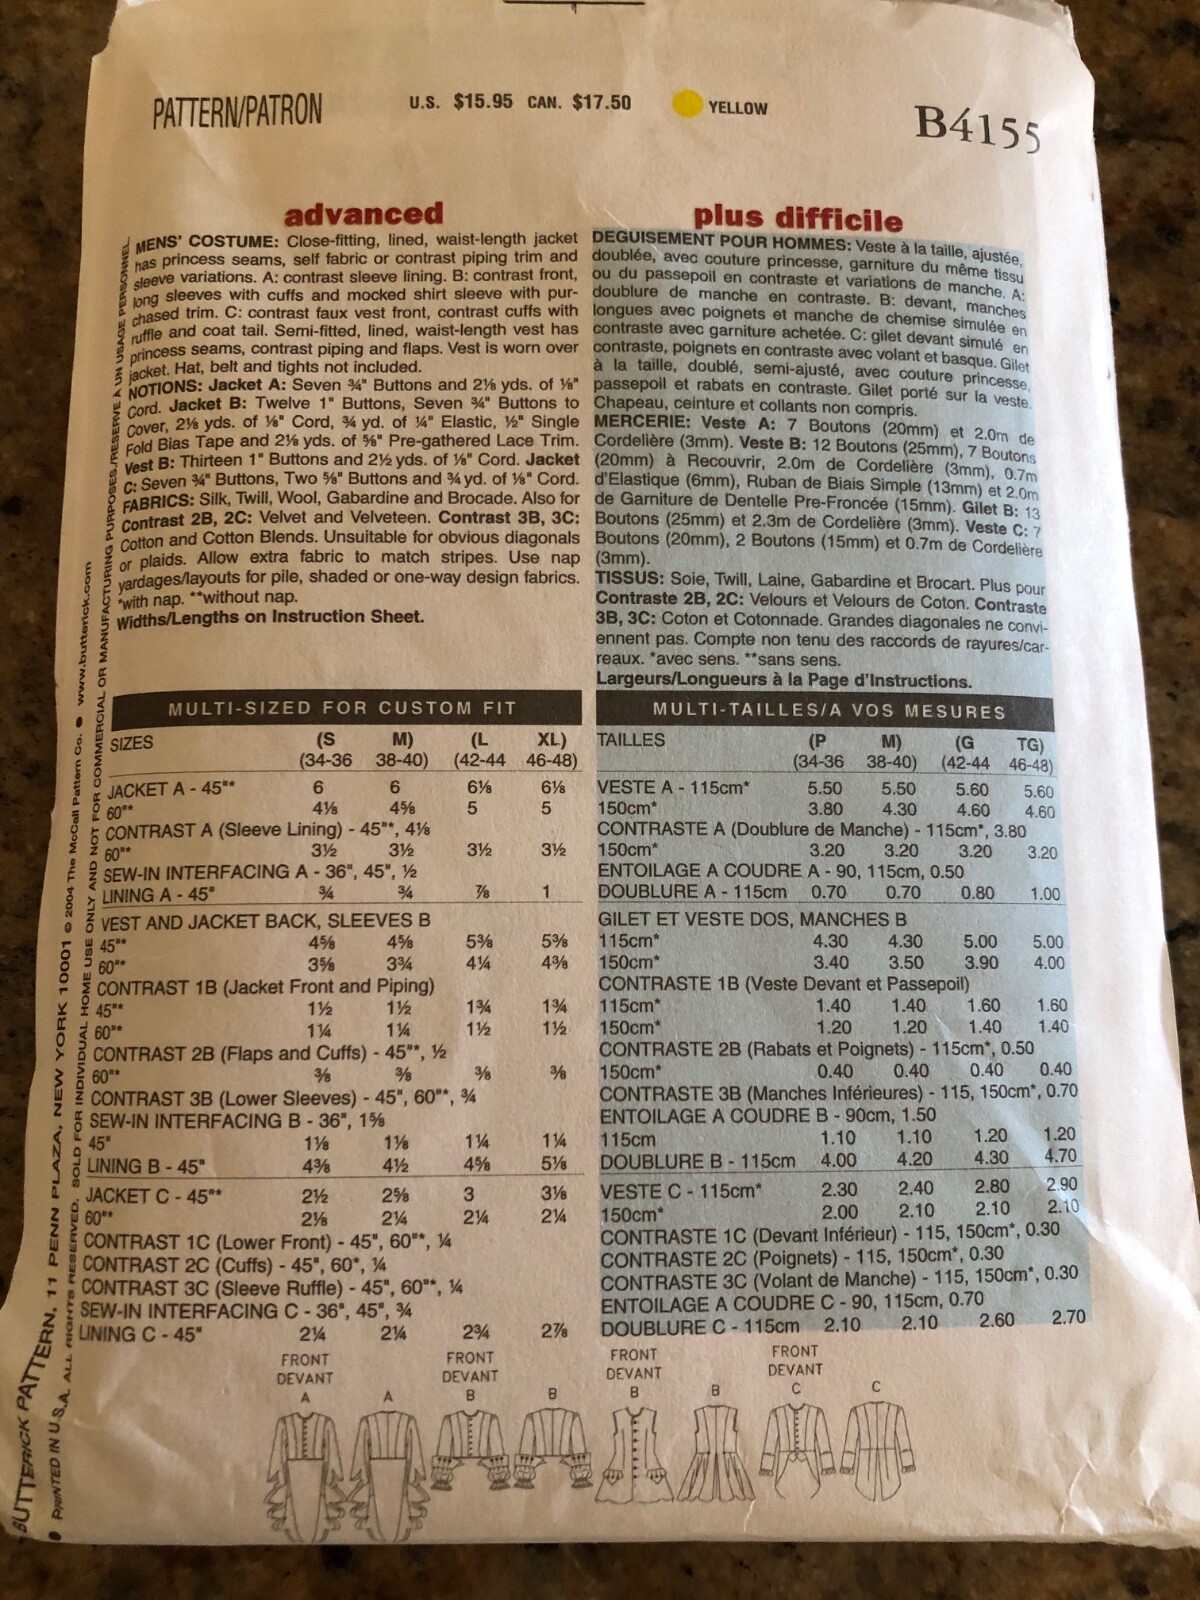 PATTERN/PATRON U.S. $15.95 CAN. $17.50 YELLOW B4155
advanced
MENS' COSTUME: Close-fitting, lined, waist-length jacket
has princess seams, self fabric or contrast piping trim and
sleeve variations. A: contrast sleeve lining. B: contrast front,
long sleeves with cuffs and mocked shirt sleeve with pur-
chased trim. C: contrast faux vest front, contrast cuffs with
ruffle and coat tail. Semi-fitted, lined, waist-length vest has
princess seams, contrast piping and flaps. Vest is worn over
jacket. Hat, belt and tights not included.
NOTIONS: Jacket A: Seven ¾" Buttons and 2⅛ yds. of ⅛"
Cord. Jacket B: Twelve 1" Buttons, Seven ¾" Buttons to
Cover, 2⅛ yds. of ⅛" Cord, ¾ yd. of ¼" Elastic, ½" Single
Fold Bias Tape and 2⅛ yds. of ⅝" Pre-gathered Lace Trim.
Vest B: Thirteen 1" Buttons and 2½ yds. of ⅛" Cord. Jacket
C: Seven ¾" Buttons, Two ⅝" Buttons and ¾ yd. of ⅛" Cord.
FABRICS: Silk, Twill, Wool, Gabardine and Brocade. Also for
Contrast 2B, 2C: Velvet and Velveteen. Contrast 3B, 3C:
Cotton and Cotton Blends. Unsuitable for obvious diagonals
or plaids. Allow extra fabric to match stripes. Use nap
yardages/layouts for pile, shaded or one-way design fabrics.
*with nap. **without nap.
Widths/Lengths on Instruction Sheet.
plus difficile
DEGUISEMENT POUR HOMMES: Veste à la taille, ajustée,
doublée, avec couture princesse, garniture du même tissu
ou du passepoil en contraste et variations de manche. A:
doublure de manche en contraste. B: devant, manches
longues avec poignets et manche de chemise simulée en
contraste avec garniture achetée. C: gilet devant simulé en
contraste, poignets en contraste avec volant et basque. Gilet
à la taille, doublé, semi-ajusté, avec couture princesse,
passepoil et rabats en contraste. Gilet porté sur la veste.
Chapeau, ceinture et collants non compris.
MERCERIE: Veste A: 7 Boutons (20mm) et 2.0m de
Cordelière (3mm). Veste B: 12 Boutons (25mm), 7 Boutons
(20mm) à Recouvrir, 2.0m de Cordelière (3mm), 0.7m
d'Elastique (6mm), Ruban de Biais Simple (13mm) et 2.0m
de Garniture de Dentelle Pre-Froncée (15mm). Gilet B: 13
Boutons (25mm) et 2.3m de Cordelière (3mm). Veste C: 7
Boutons (20mm), 2 Boutons (15mm) et 0.7m de Cordelière
(3mm).
TISSUS: Soie, Twill, Laine, Gabardine et Brocart. Plus pour
Contraste 2B, 2C: Velours et Velours de Coton. Contraste
3B, 3C: Coton et Cotonnade. Grandes diagonales ne convi-
ennent pas. Compte non tenu des raccords de rayures/car-
reaux. *avec sens. **sans sens.
Largeurs/Longueurs à la Page d'Instructions.
MULTI-SIZED FOR CUSTOM FIT
SIZES (S M) (L XL)
(34-36 38-40) (42-44 46-48)
JACKET A - 45"* 6 6 6⅛ 6⅛
60"* 4⅛ 4⅝ 5 5
CONTRAST A (Sleeve Lining) - 45"*, 4⅛
60"* 3½ 3½ 3½ 3½
SEW-IN INTERFACING A - 36", 45", ½
LINING A - 45" ¾ ¾ ⅞ 1
VEST AND JACKET BACK, SLEEVES B
45"* 4⅝ 4⅝ 5⅜ 5⅜
60"* 3⅝ 3¾ 4¼ 4⅜
CONTRAST 1B (Jacket Front and Piping)
45"* 1½ 1½ 1¾ 1¾
60"* 1¼ 1¼ 1½ 1½
CONTRAST 2B (Flaps and Cuffs) - 45"*, ½
60"* ⅜ ⅜ ⅜ ⅜
CONTRAST 3B (Lower Sleeves) - 45", 60"*, ¾
SEW-IN INTERFACING B - 36", 1⅝
45" 1⅛ 1⅛ 1¼ 1¼
LINING B - 45" 4⅜ 4½ 4⅝ 5⅛
JACKET C - 45"* 2½ 2⅝ 3 3⅛
60"* 2⅛ 2¼ 2¼ 2¼
CONTRAST 1C (Lower Front) - 45", 60"*, ¼
CONTRAST 2C (Cuffs) - 45", 60*, ¼
CONTRAST 3C (Sleeve Ruffle) - 45", 60"*, ¼
SEW-IN INTERFACING C - 36", 45", ¾
LINING C - 45" 2¼ 2¼ 2¾ 2⅞
MULTI-TAILLES/A VOS MESURES
TAILLES (P M) (G TG)
(34-36 38-40) (42-44 46-48)
VESTE A - 115cm* 5.50 5.50 5.60 5.60
150cm* 3.80 4.30 4.60 4.60
CONTRASTE A (Doublure de Manche) - 115cm*, 3.80
150cm* 3.20 3.20 3.20 3.20
ENTOILAGE A COUDRE A - 90, 115cm, 0.50
DOUBLURE A - 115cm 0.70 0.70 0.80 1.00
GILET ET VESTE DOS, MANCHES B
115cm* 4.30 4.30 5.00 5.00
150cm* 3.40 3.50 3.90 4.00
CONTRASTE 1B (Veste Devant et Passepoil)
115cm* 1.40 1.40 1.60 1.60
150cm* 1.20 1.20 1.40 1.40
CONTRASTE 2B (Rabats et Poignets) - 115cm*, 0.50
150cm* 0.40 0.40 0.40 0.40
CONTRASTE 3B (Manches Inférieures) - 115, 150cm*, 0.70
ENTOILAGE A COUDRE B - 90cm, 1.50
115cm 1.10 1.10 1.20 1.20
DOUBLURE B - 115cm 4.00 4.20 4.30 4.70
VESTE C - 115cm* 2.30 2.40 2.80 2.90
150cm* 2.00 2.10 2.10 2.10
CONTRASTE 1C (Devant Inférieur) - 115, 150cm*, 0.30
CONTRASTE 2C (Poignets) - 115, 150cm*, 0.30
CONTRASTE 3C (Volant de Manche) - 115, 150cm*, 0.30
ENTOILAGE A COUDRE C - 90, 115cm, 0.70
DOUBLURE C - 115cm 2.10 2.10 2.60 2.70
FRONT FRONT FRONT FRONT
DEVANT DEVANT DEVANT DEVANT
A A B B B B C C
BUTTERICK PATTERN, 11 PENN PLAZA, NEW YORK 10001 © 2004 The McCall Pattern Co. ● www.butterick.com
● PRINTED IN U.S.A. ALL RIGHTS RESERVED. SOLD FOR INDIVIDUAL HOME USE ONLY AND NOT FOR COMMERCIAL OR MANUFACTURING PURPOSES./RESERVE A UN USAGE PERSONNEL